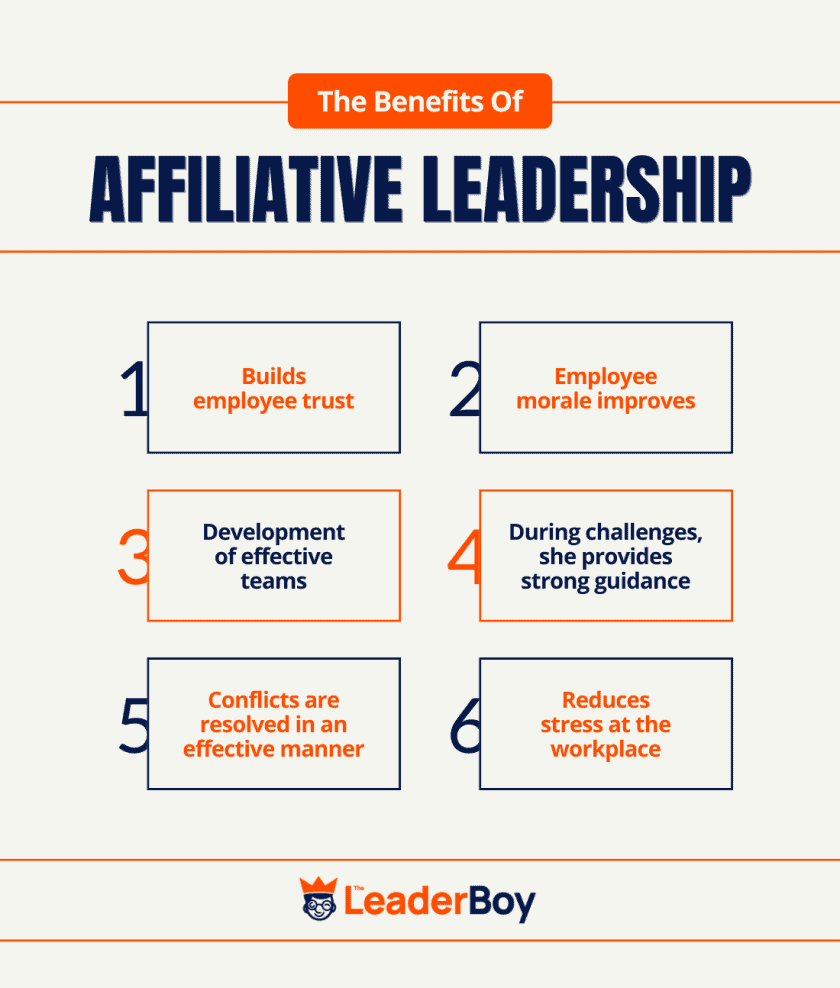 The Benefits Of
AFFILIATIVE LEADERSHIP
1
Builds
employee trust
2
Employee
morale improves
3
Development
of effective
teams
4
During challenges,
she provides
strong guidance
5
Conflicts are
resolved in an
effective manner
6
Reduces
stress at the
workplace
The LeaderBoy